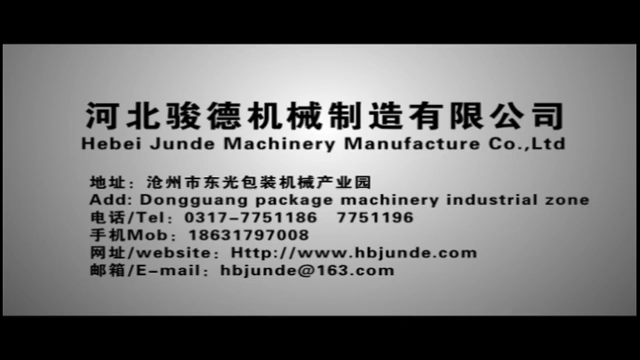 河北骏德机械制造有限公司
Hebei Junde Machinery Manufacture Co.,Ltd
地址：沧州市东光包装机械产业园
Add: Dongguang package machinery industrial zone
电话/Tel：0317-7751186 7751196
手机Mob：18631797008
网址/website：Http://www.hbjunde.com
邮箱/E-mail：hbjunde@163.com